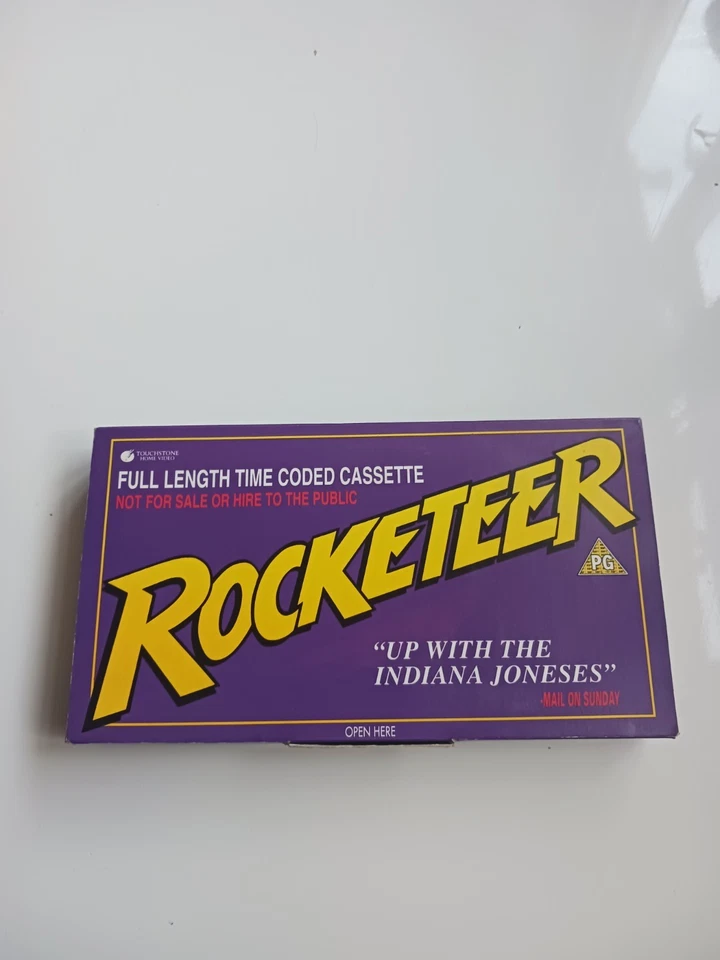 TOUCHSTONE
HOME VIDEO
FULL LENGTH TIME CODED CASSETTE
NOT FOR SALE OR HIRE TO THE PUBLIC
ROCKETEER
PG
“UP WITH THE
INDIANA JONESES”
-MAIL ON SUNDAY
OPEN HERE